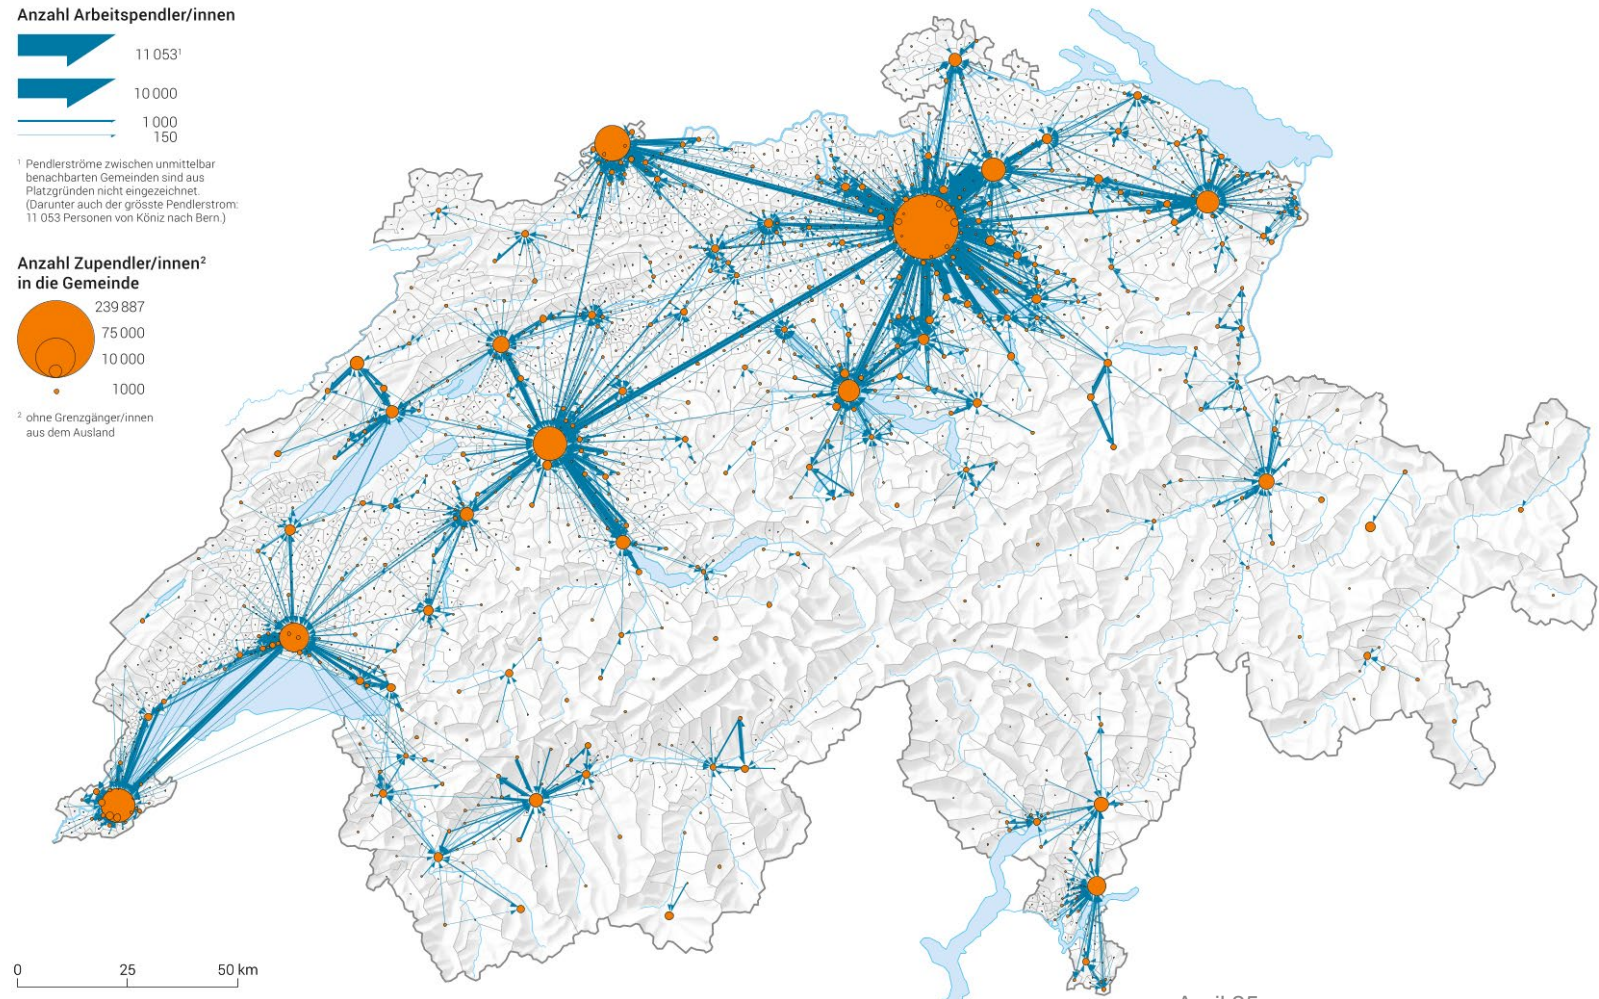 Anzahl Arbeitspendler/innen
11 053¹
10 000
1 000
150
¹ Pendlerströme zwischen unmittelbar
benachbarten Gemeinden sind aus
Platzgründen nicht eingezeichnet.
(Darunter auch der grösste Pendlerstrom:
11 053 Personen von Köniz nach Bern.)
Anzahl Zupendler/innen²
in die Gemeinde
239 887
75 000
10 000
1000
² ohne Grenzgänger/innen
aus dem Ausland
0 25 50 km